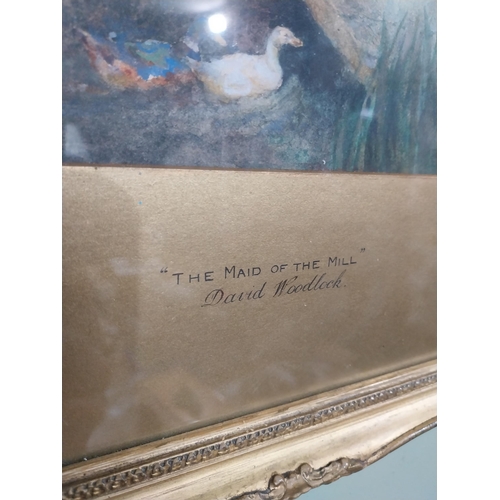 "THE MAID OF THE MILL"
David Woodlock.